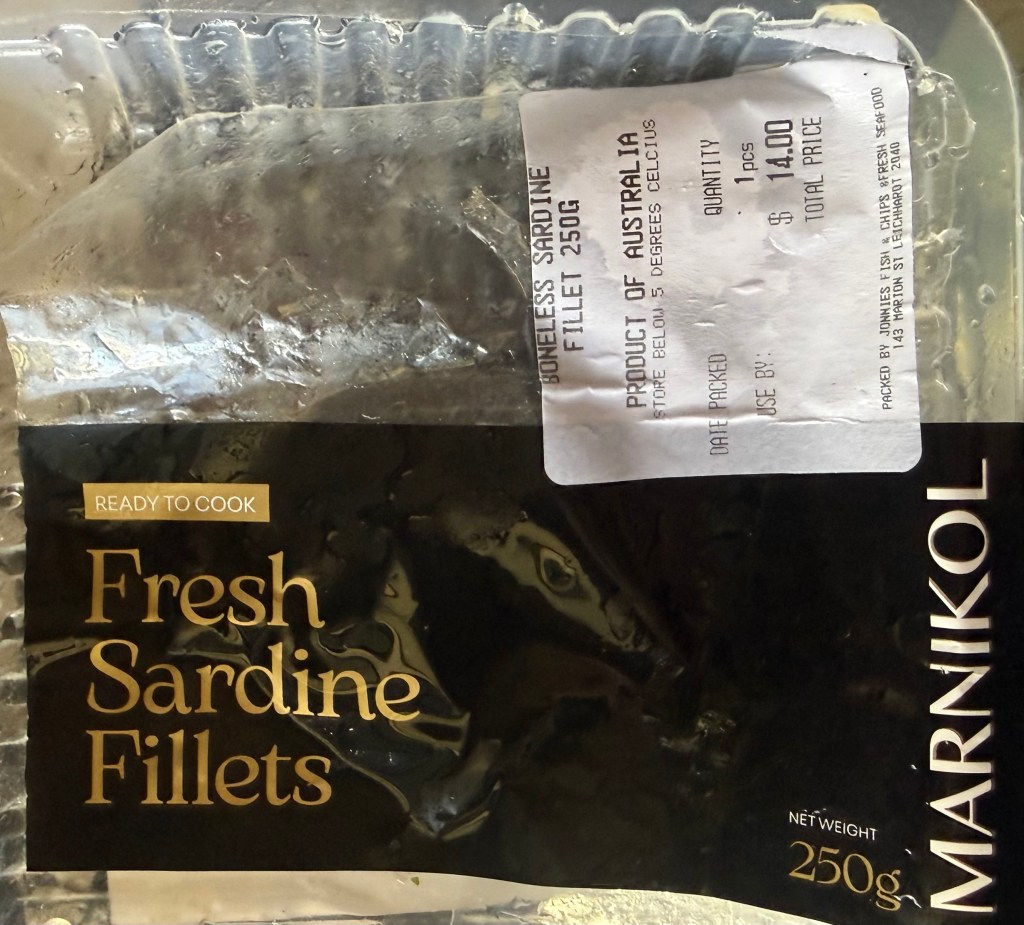 BONELESS SARDINE
FILLET 250G
PRODUCT OF AUSTRALIA
STORE BELOW 5 DEGREES CELCIUS
DATE PACKED
QUANTITY
USE BY:
1pcs
$ 14.00
TOTAL PRICE
PACKED BY JONNIES FISH & CHIPS &FRESH SEAFOOD
143 MARION ST LEICHHARDT 2040
READY TO COOK
Fresh
Sardine
Fillets
NET WEIGHT
250g
MARNIKOL